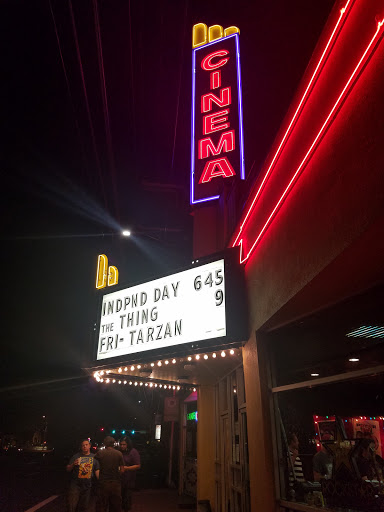 CINEMA
INDPND DAY 645
THE THING 9
FRI- TARZAN